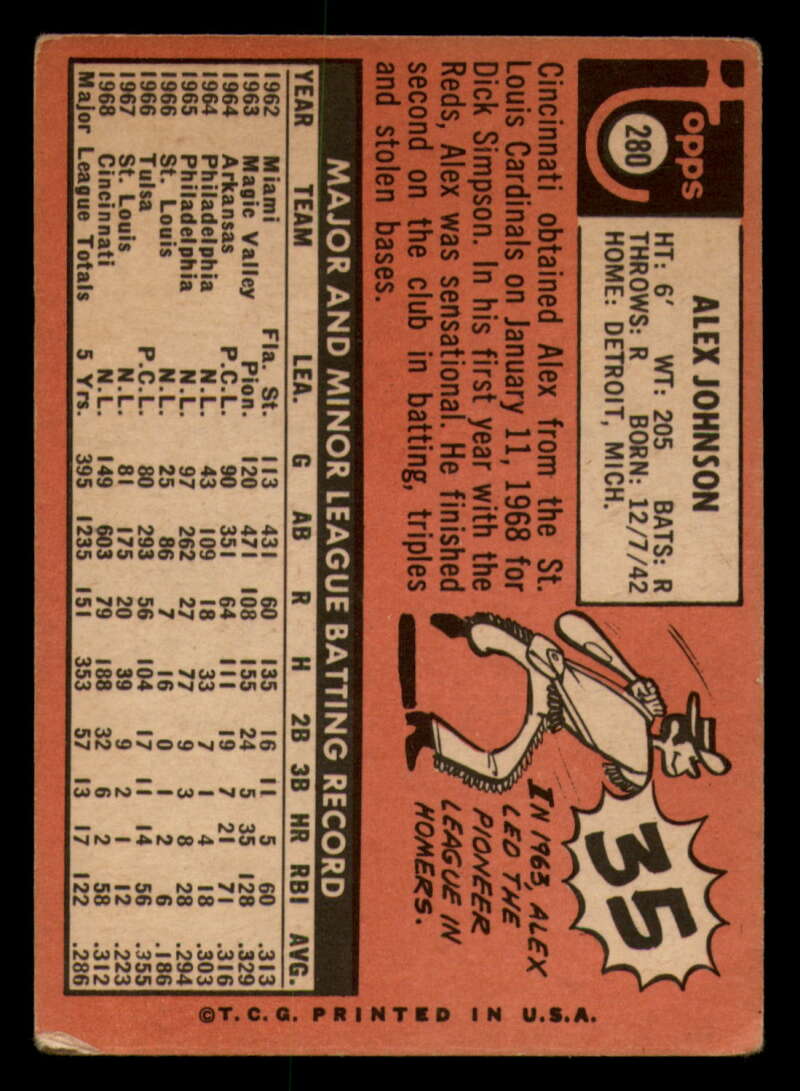 Topps
280
ALEX JOHNSON
HT: 6' WT: 205 BATS: R
THROWS: R BORN: 12/7/42
HOME: DETROIT, MICH.
Cincinnati obtained Alex from the St.
Louis Cardinals on January 11, 1968 for
Dick Simpson. In his first year with the
Reds, Alex was sensational. He finished
second on the club in batting, triples
and stolen bases.
35
IN 1963, ALEX
LED THE
PIONEER
LEAGUE IN
HOMERS.
MAJOR AND MINOR LEAGUE BATTING RECORD
YEAR TEAM LEA. G AB R H 2B 3B HR RBI AVG.
1962 Miami Fla. St. 113 431 60 135 16 11 5 60 .313
1963 Magic Valley Pion. 120 471 108 155 24 5 35 128 .329
1964 Arkansas P.C.L. 90 351 64 111 19 7 21 71 .316
1964 Philadelphia N.L. 43 109 18 33 7 1 4 18 .303
1965 Philadelphia N.L. 97 262 27 77 9 3 8 28 .294
1966 St. Louis N.L. 25 86 7 16 0 1 2 6 .186
1966 Tulsa P.C.L. 80 293 56 104 17 11 14 56 .355
1967 St. Louis N.L. 81 175 20 39 9 2 1 12 .223
1968 Cincinnati N.L. 149 603 79 188 32 6 2 58 .312
Major League Totals 5 Yrs. 395 1235 151 353 57 13 17 122 .286
©T.C.G. PRINTED IN U.S.A.